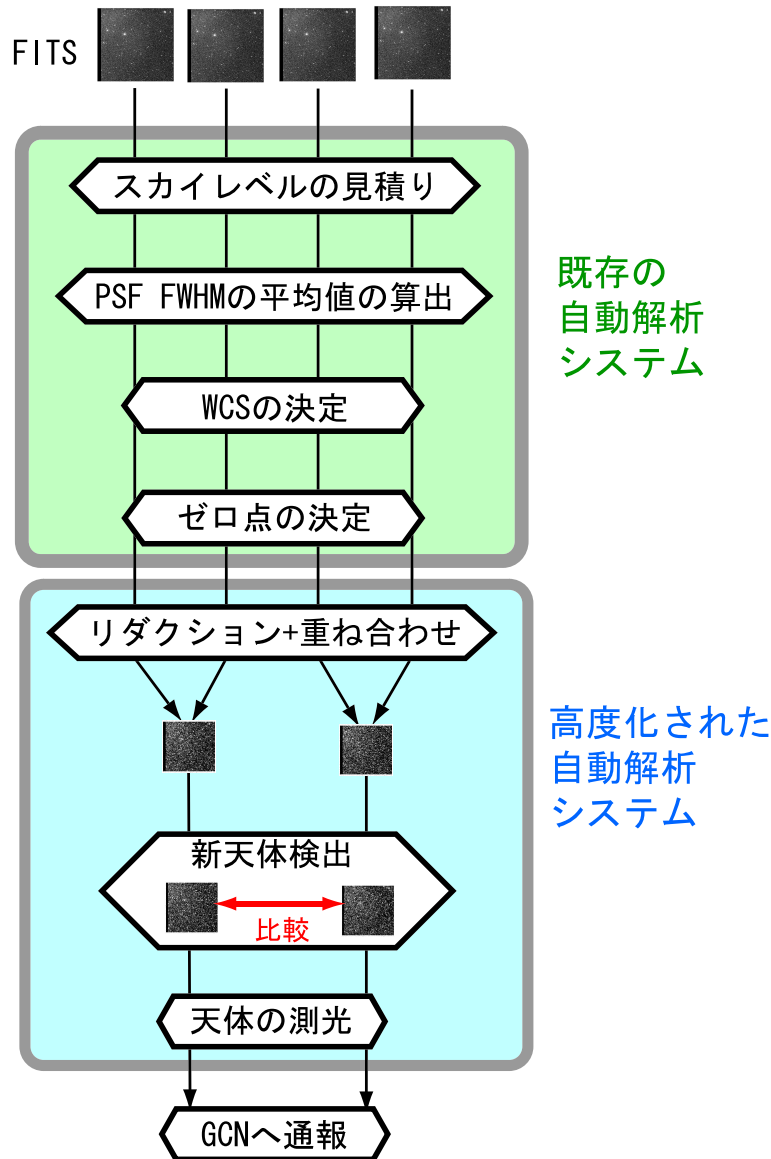 FITS
スカイレベルの見積り
PSF FWHMの平均値の算出
WCSの決定
ゼロ点の決定
既存の
自動解析
システム
リダクション+重ね合わせ
新天体検出
比較
天体の測光
高度化された
自動解析
システム
GCNへ通報